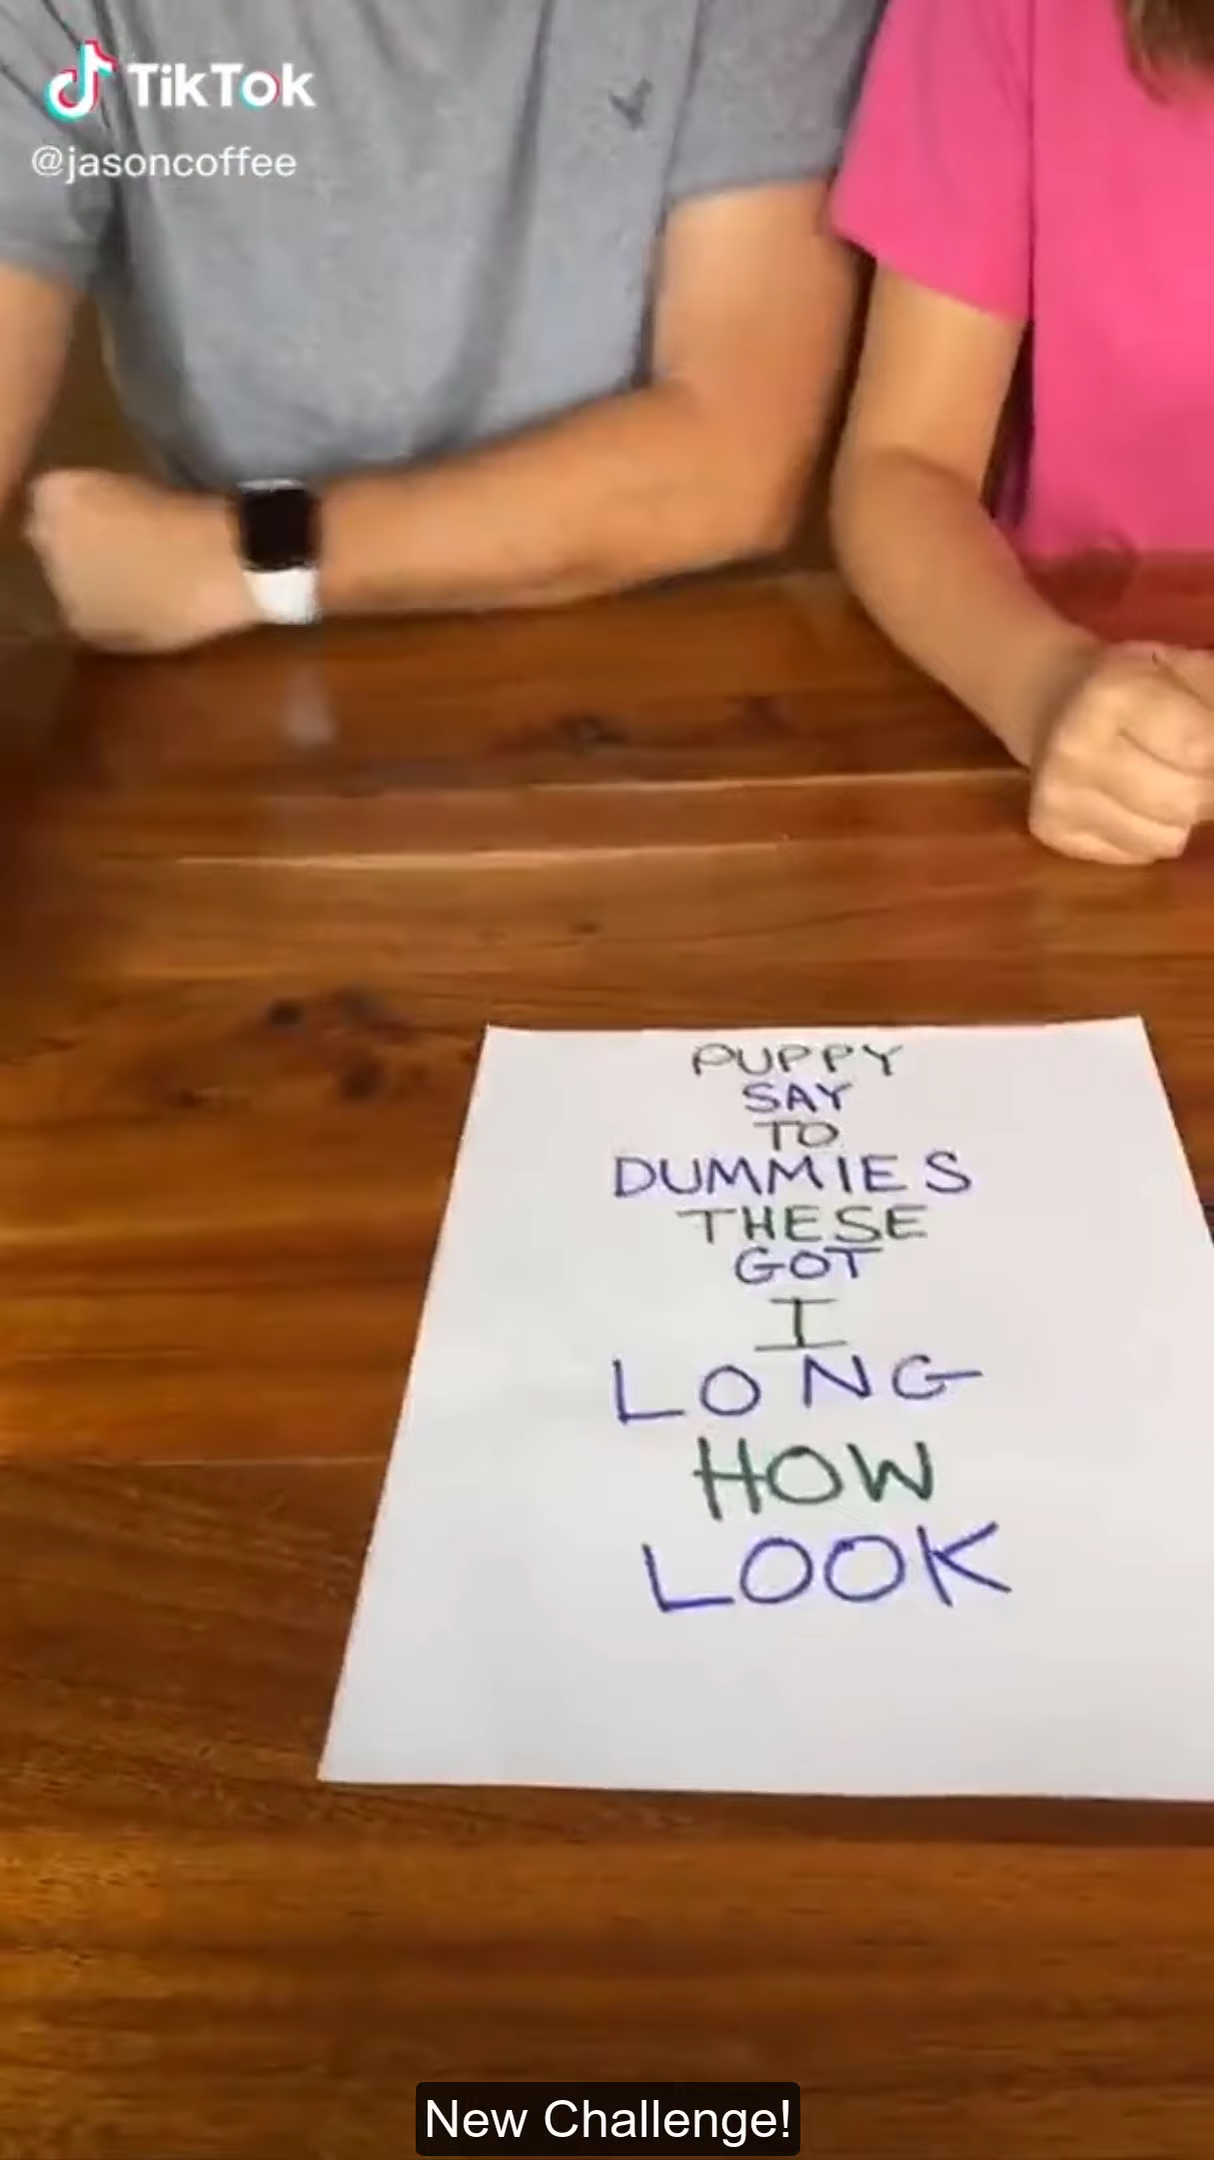 TikTok
@jasoncoffee
PUPPY
SAY
TO
DUMMIES
THESE
GOT
I
LONG
HOW
LOOK
New Challenge!